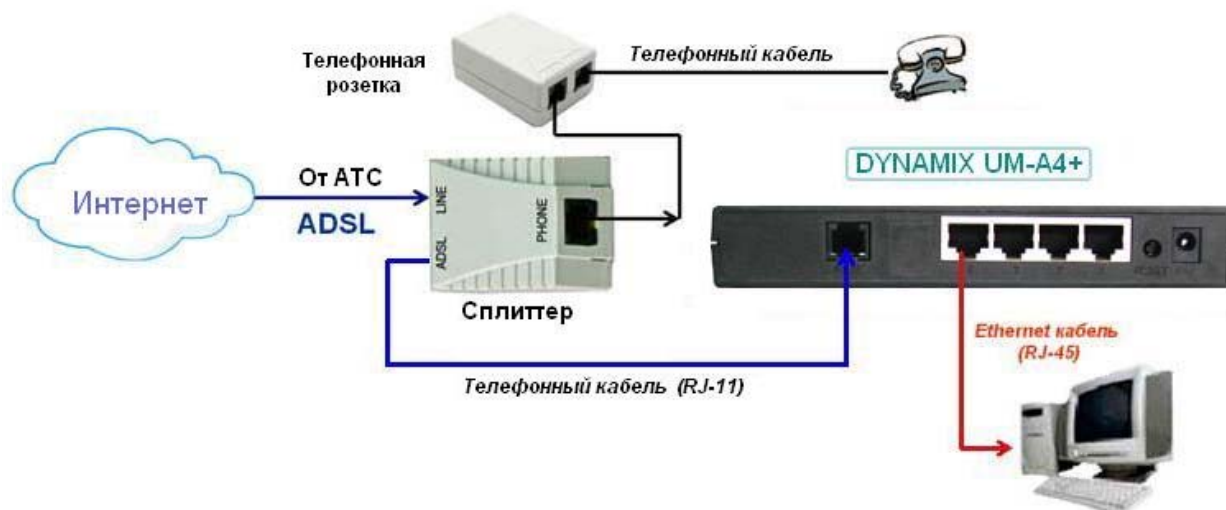 Телефонная
розетка
Телефонный кабель
DYNAMIX UM-A4+
Интернет
От АТС
ADSL
LINE
ADSL
PHONE
Сплиттер
Ethernet кабель
(RJ-45)
Телефонный кабель (RJ-11)